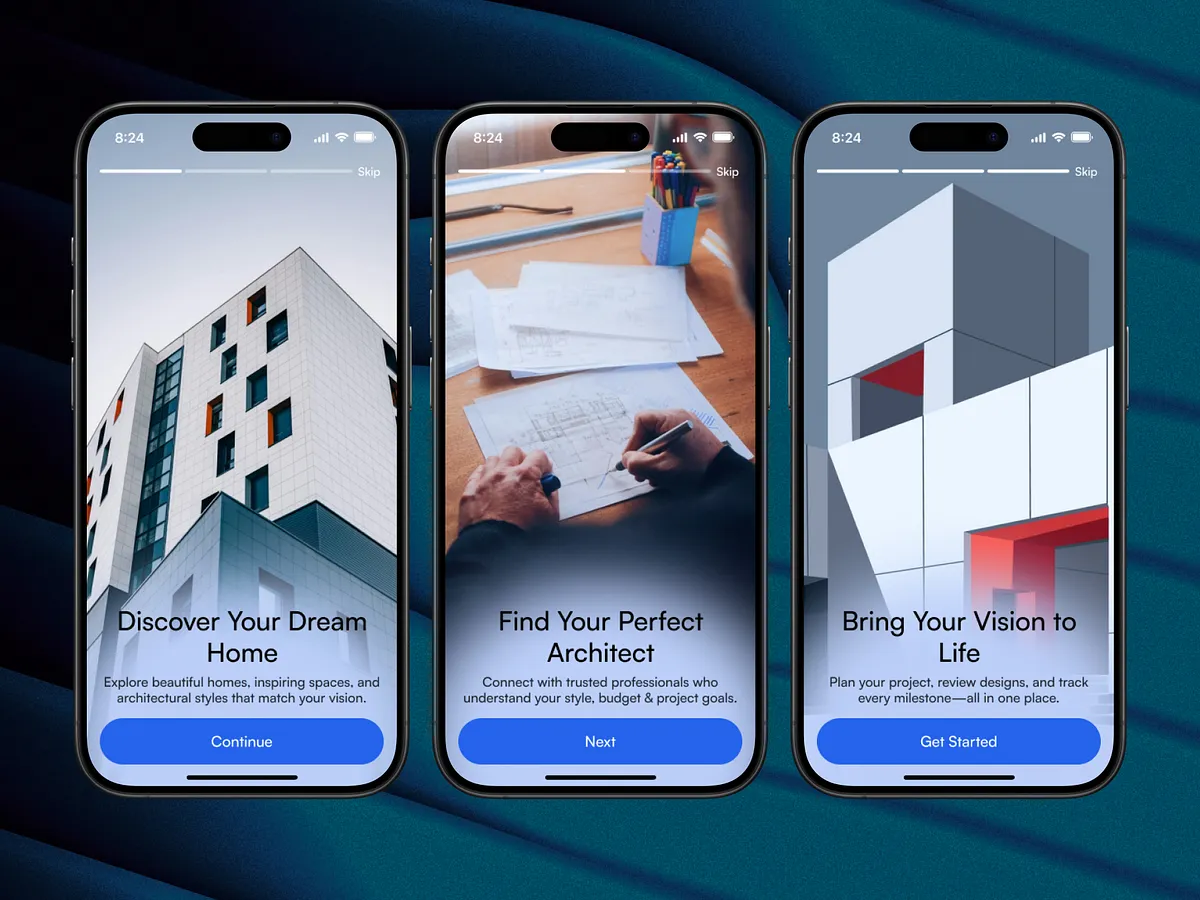 8:24
Skip
Discover Your Dream
Home
Explore beautiful homes, inspiring spaces, and
architectural styles that match your vision.
Continue
8:24
Skip
Find Your Perfect
Architect
Connect with trusted professionals who
understand your style, budget & project goals.
Next
8:24
Skip
Bring Your Vision to
Life
Plan your project, review designs, and track
every milestone—all in one place.
Get Started